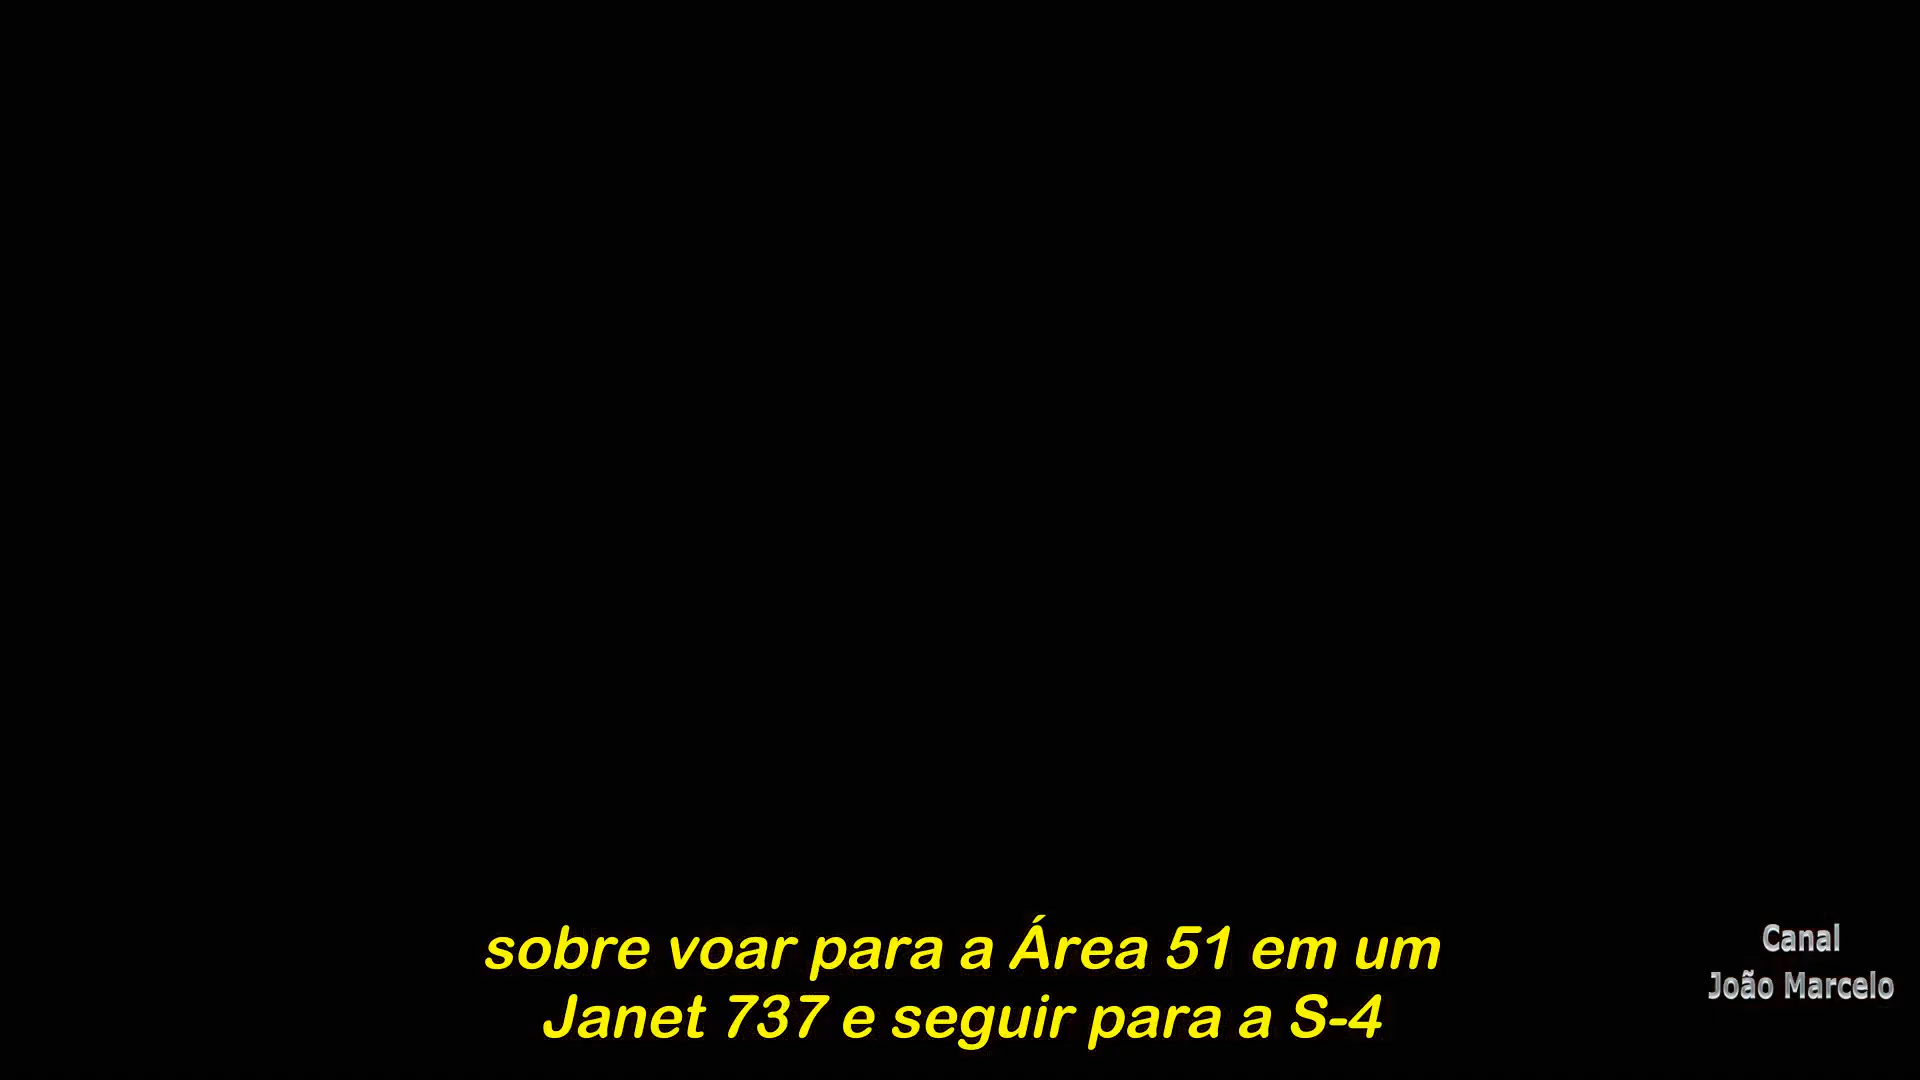 sobre voar para a Área 51 em um
Janet 737 e seguir para a S-4
Canal
João Marcelo